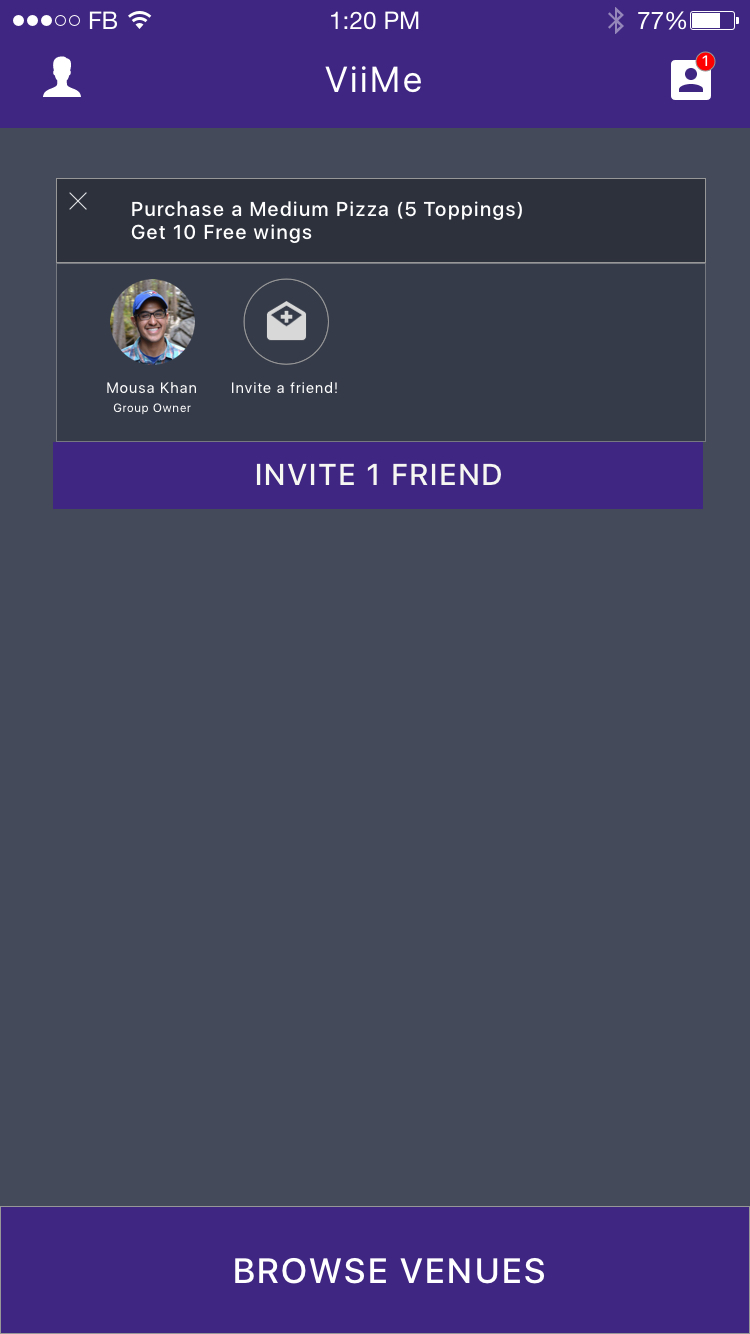 FB
1:20 PM
77%
ViiMe
1
Purchase a Medium Pizza (5 Toppings)
Get 10 Free wings
Mousa Khan
Group Owner
Invite a friend!
INVITE 1 FRIEND
BROWSE VENUES